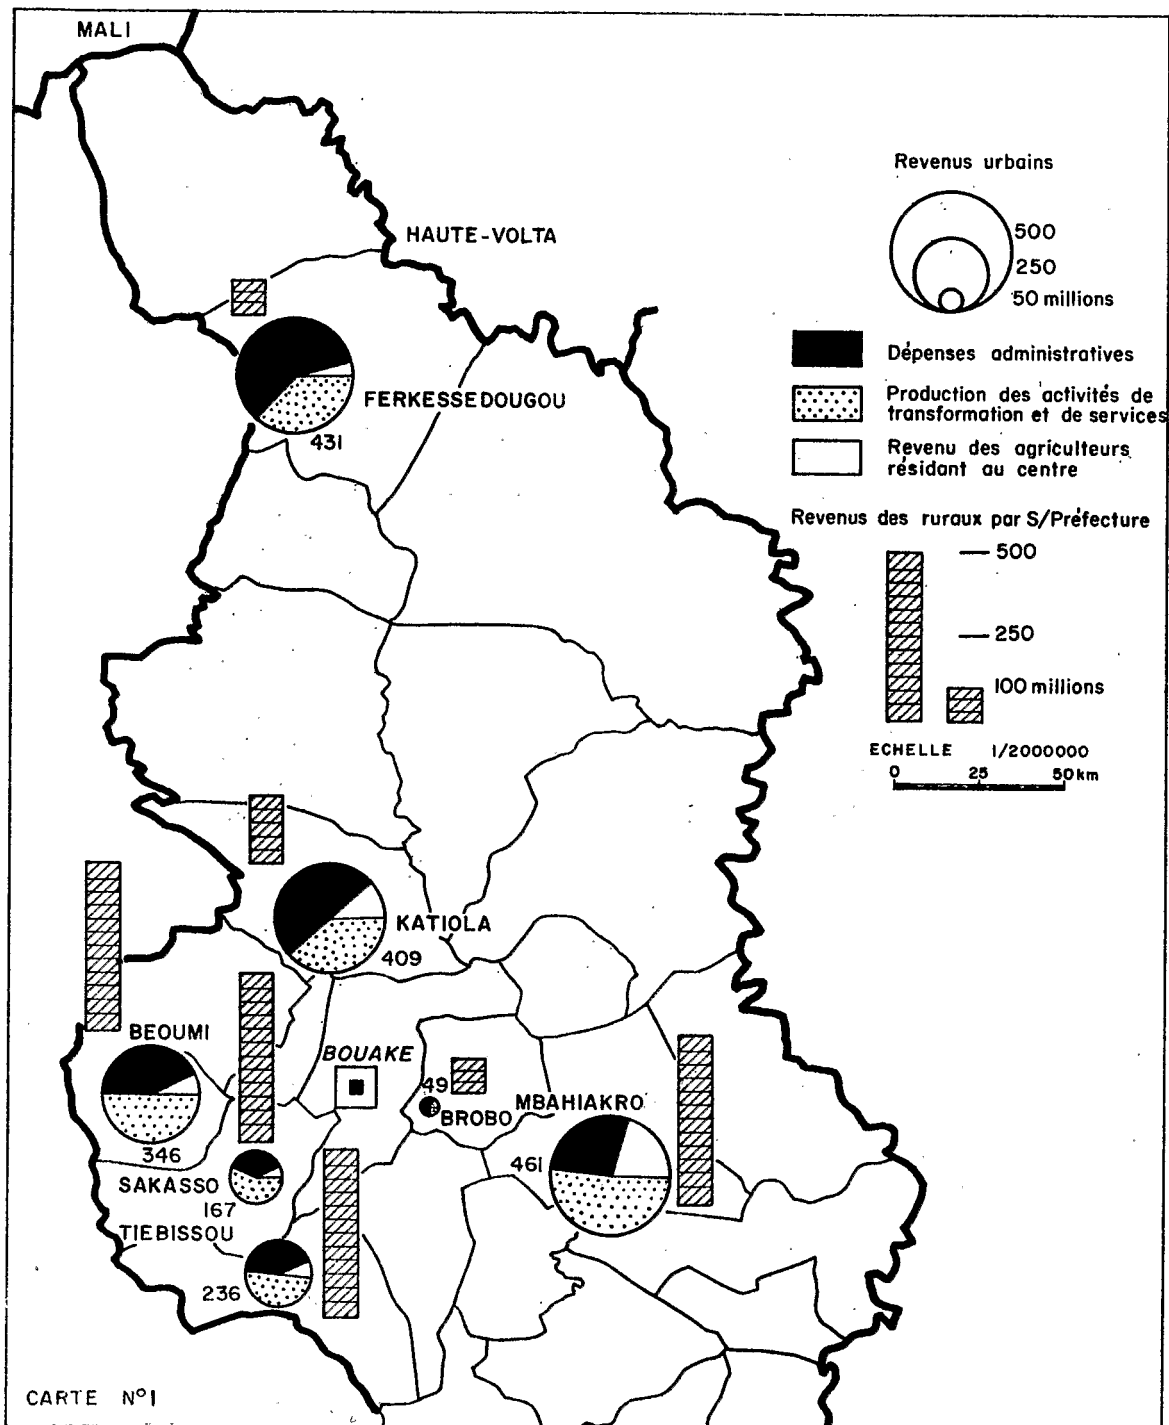 MALI
HAUTE-VOLTA
Revenus urbains
500
250
50 millions
Dépenses administratives
Production des activités de
transformation et de services
Revenu des agriculteurs
résidant au centre
Revenus des ruraux par S/Préfecture
500
250
100 millions
ECHELLE 1/2000000
0 25 50 km
FERKESSEDOUGOU
431
KATIOLA
409
BEOUMI
346
BOUAKE
49
BROBO
MBAHIAKRO
461
SAKASSO
167
TIEBISSOU
236
CARTE N°1